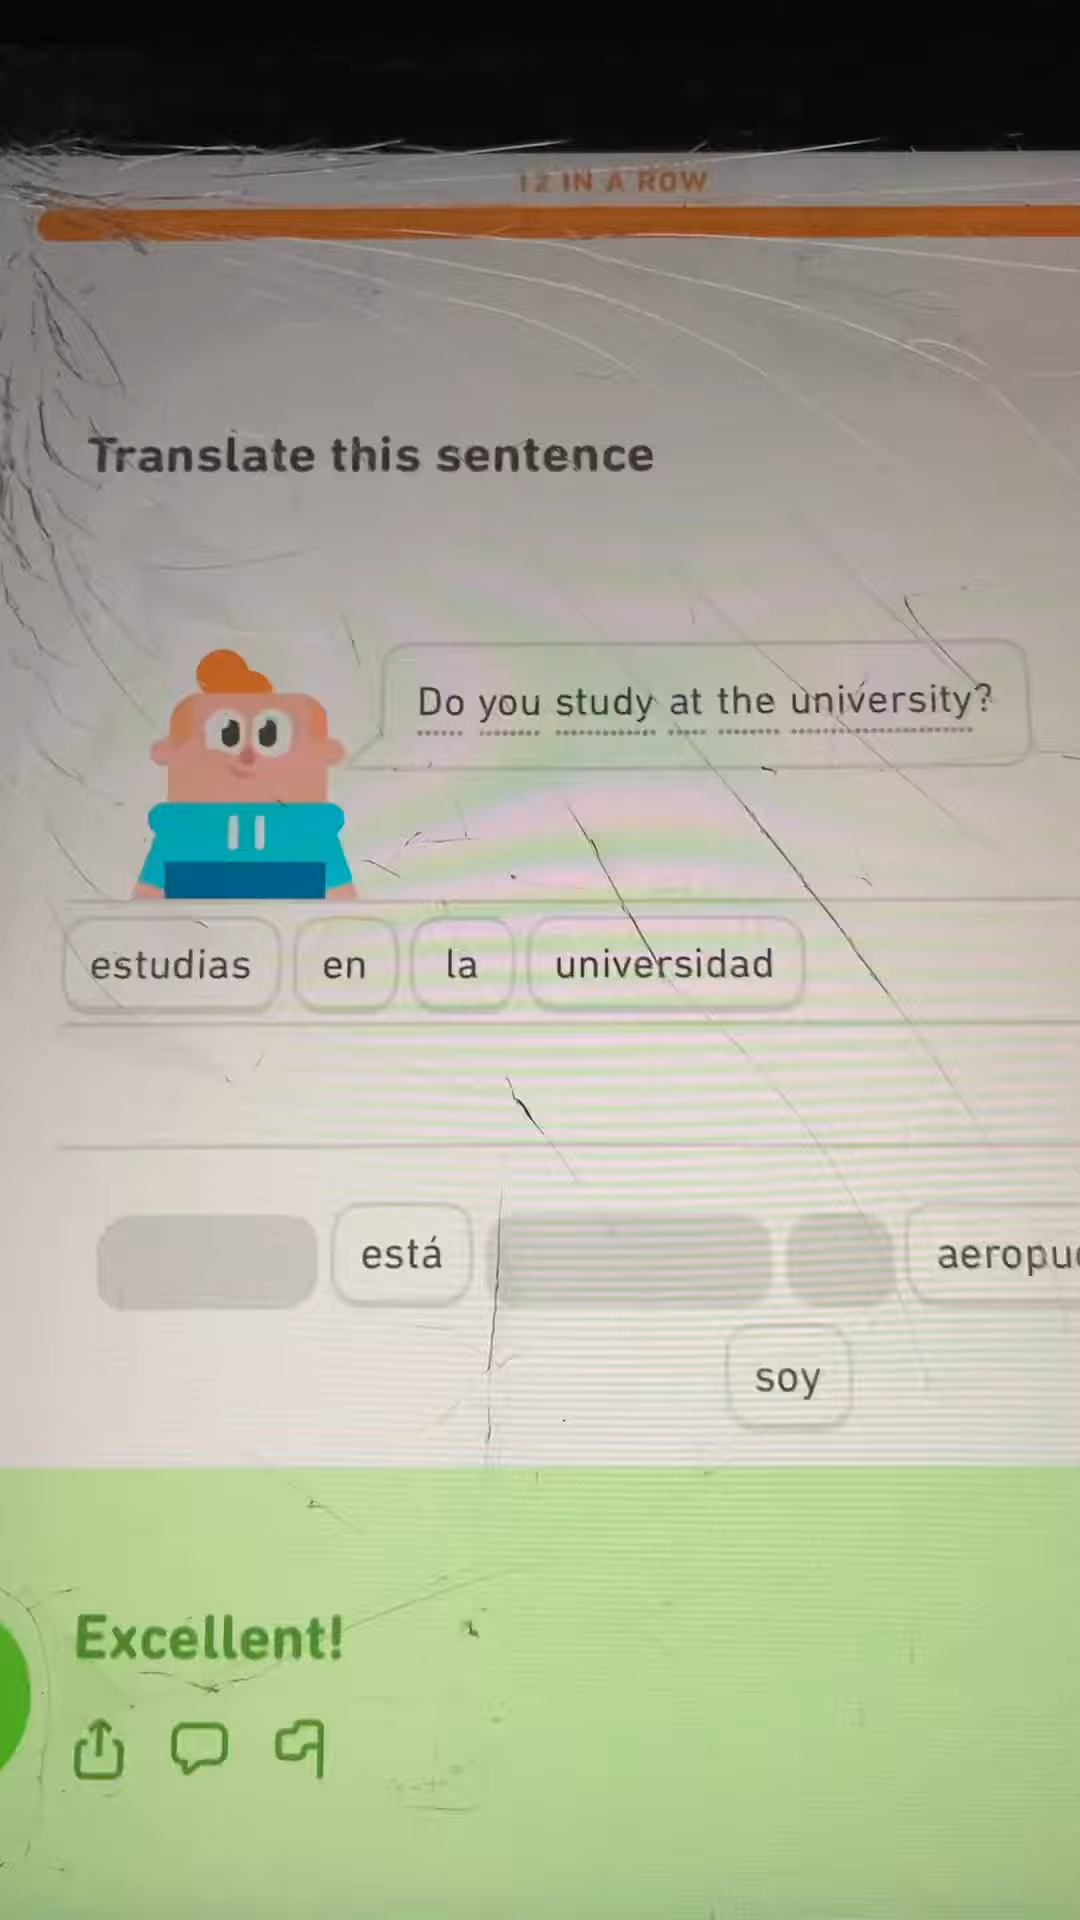 12 IN A ROW
Translate this sentence
Do you study at the university?
estudias en la universidad
está
soy
Excellent!